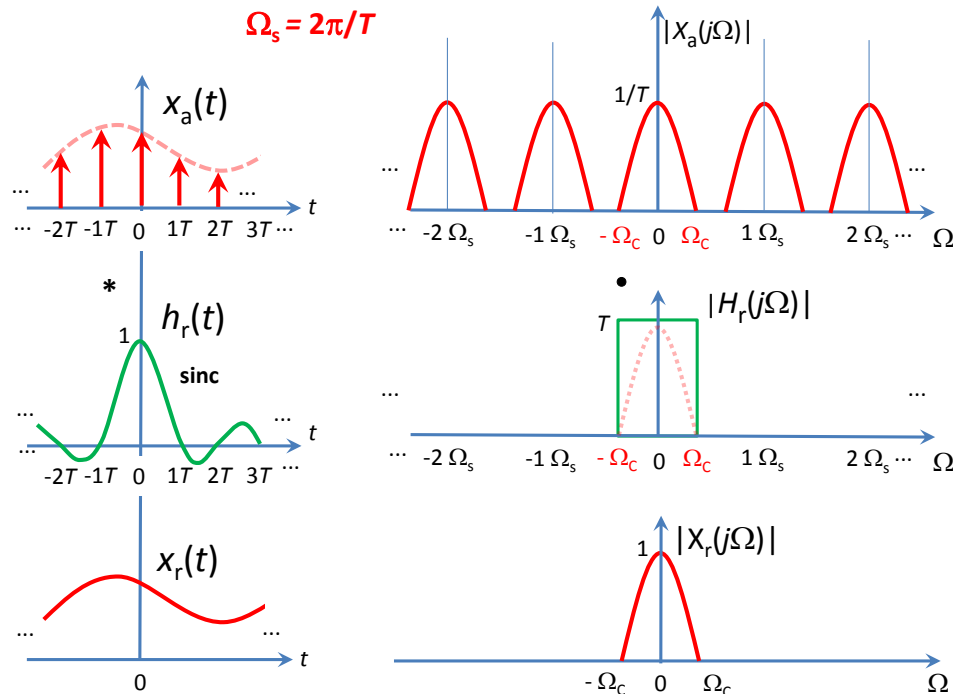 Ωs = 2π/T
xa(t)
... ...
... -2T -1T 0 1T 2T 3T ... t
|Xa(jΩ)|
1/T
... ...
... -2 Ωs -1 Ωs - Ωc 0 Ωc 1 Ωs 2 Ωs ... Ω
*
hr(t)
1
sinc
... ...
... t
-2T -1T 0 1T 2T 3T ...
•
|Hr(jΩ)|
T
... ...
... -2 Ωs -1 Ωs - Ωc 0 Ωc 1 Ωs 2 Ωs ... Ω
xr(t)
... ...
t
0
|Xr(jΩ)|
1
- Ωc 0 Ωc Ω